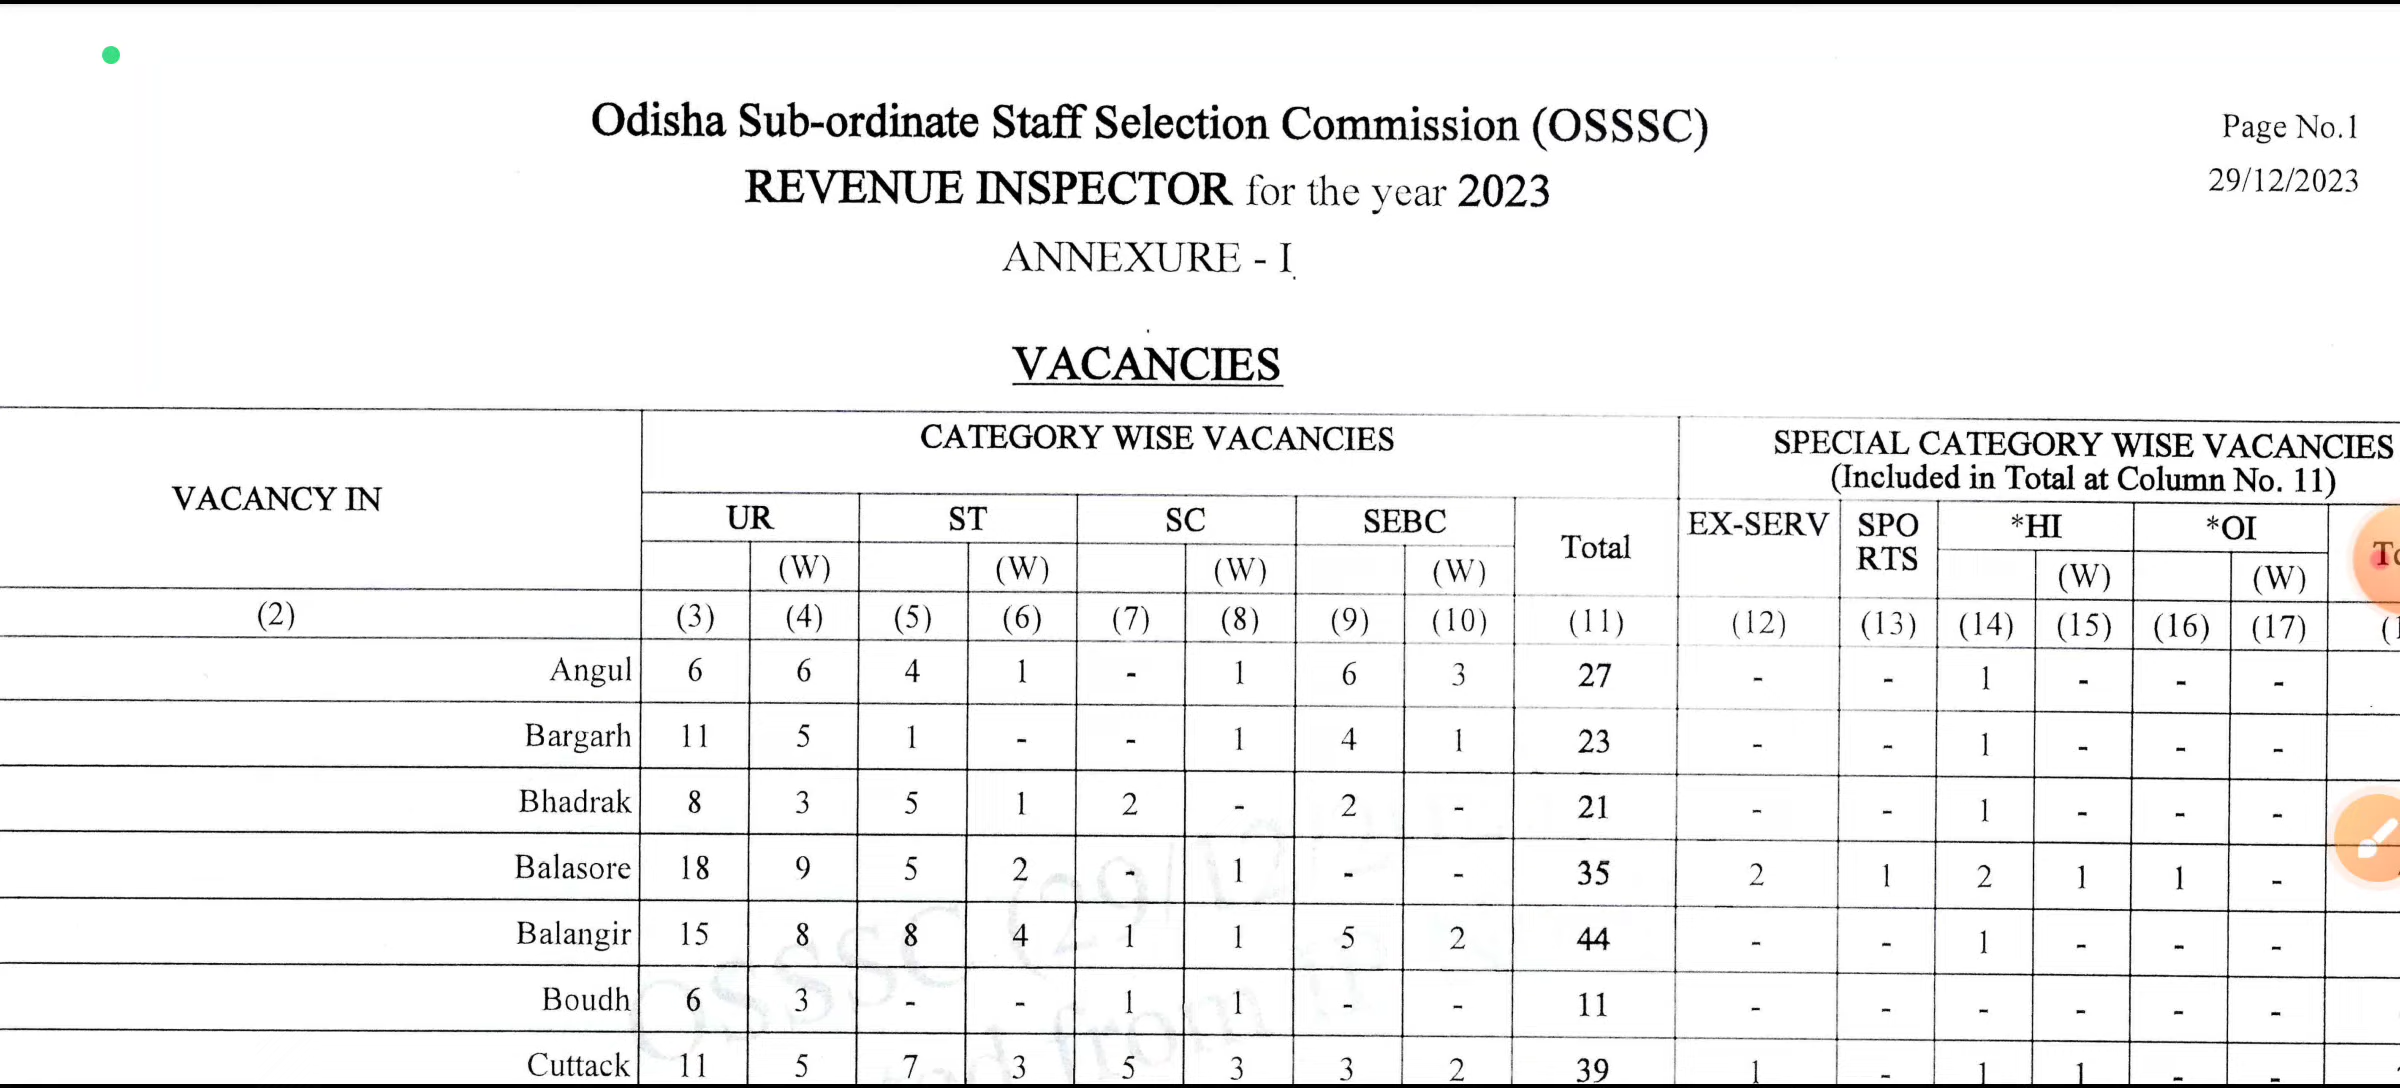 Odisha Sub-ordinate Staff Selection Commission (OSSSC)
Page No.1
REVENUE INSPECTOR for the year 2023
29/12/2023
ANNEXURE - I
VACANCIES
VACANCY IN CATEGORY WISE VACANCIES SPECIAL CATEGORY WISE VACANCIES
(Included in Total at Column No. 11)
UR ST SC SEBC Total EX-SERV SPO RTS *HI *OI
(W) (W) (W) (W) (W) (W)
(2) (3) (4) (5) (6) (7) (8) (9) (10) (11) (12) (13) (14) (15) (16) (17)
Angul 6 6 4 1 - 1 6 3 27 - - 1 - - -
Bargarh 11 5 1 - - 1 4 1 23 - - 1 - - -
Bhadrak 8 3 5 1 2 - 2 - 21 - - 1 - - -
Balasore 18 9 5 2 - 1 - - 35 2 1 2 1 1 -
Balangir 15 8 8 4 1 1 5 2 44 - - 1 - - -
Boudh 6 3 - - 1 1 - - 11 - - - - - -
Cuttack 11 5 7 3 5 3 3 2 39 1 - 1 1 - -